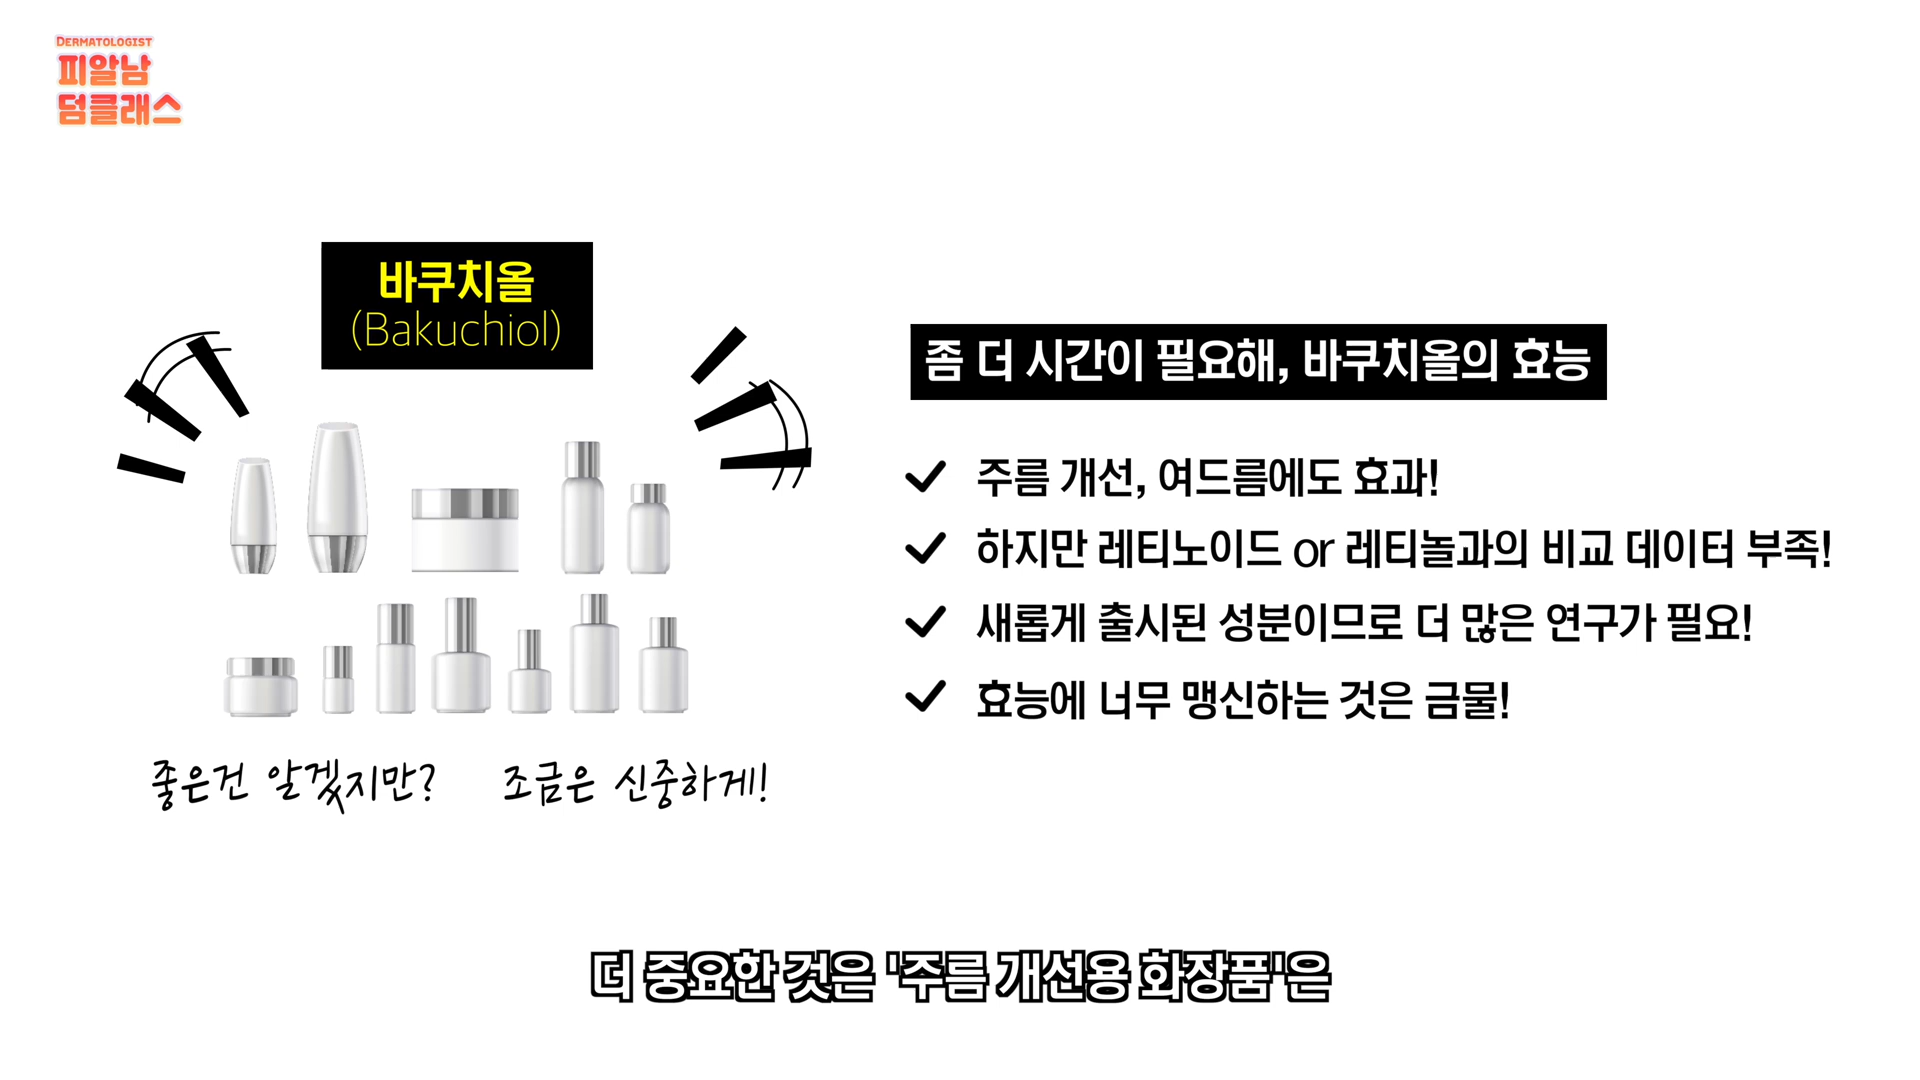 DERMATOLOGIST
피알남
덤클래스
바쿠치올
(Bakuchiol)
좋은건 알겠지만? 조금은 신중하게!
좀 더 시간이 필요해, 바쿠치올의 효능
주름 개선, 여드름에도 효과!
하지만 레티노이드 or 레티놀과의 비교 데이터 부족!
새롭게 출시된 성분이므로 더 많은 연구가 필요!
효능에 너무 맹신하는 것은 금물!
더 중요한 것은 '주름 개선용 화장품'은